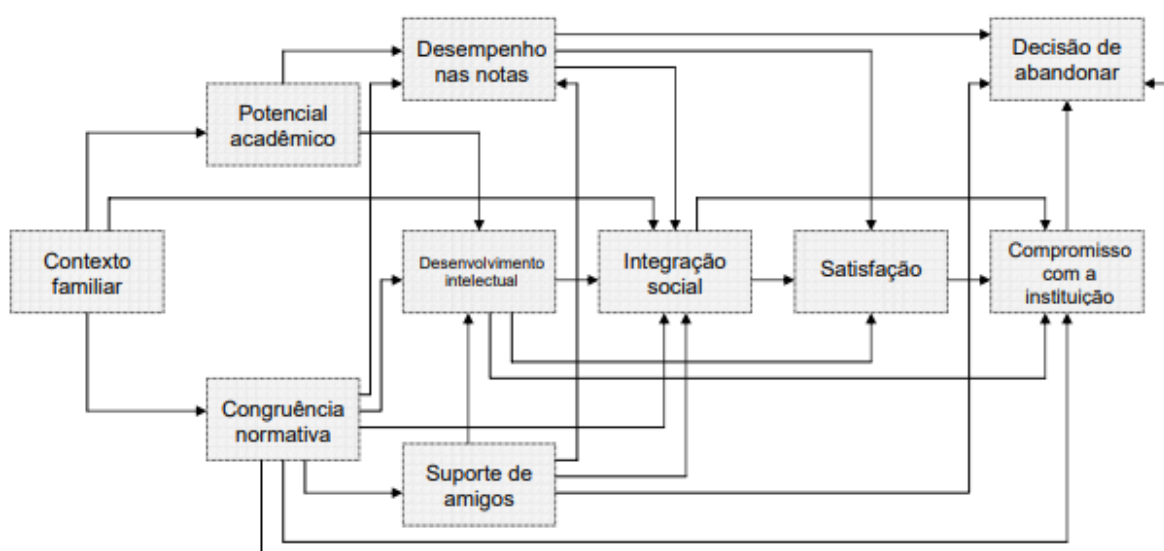 Desempenho
nas notas
Decisão de
abandonar
Potencial
acadêmico
Contexto
familiar
Desenvolvimento
intelectual
Integração
social
Satisfação
Compromisso
com a
instituição
Congruência
normativa
Suporte de
amigos